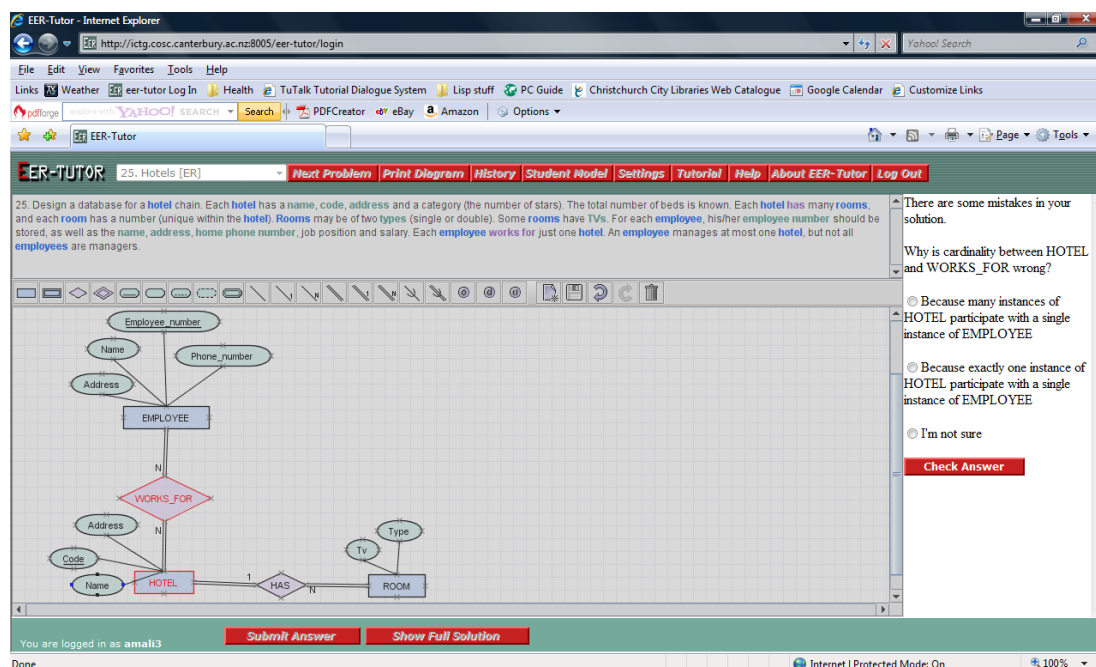 EER-Tutor - Internet Explorer
http://ictg.cosc.canterbury.ac.nz:8005/eer-tutor/login
Yahoo! Search
File Edit View Favorites Tools Help
Links Weather eer-tutor Log In Health TuTalk Tutorial Dialogue System Lisp stuff PC Guide Christchurch City Libraries Web Catalogue Google Calendar Customize Links
pdfforge explore with YAHOO! SEARCH Search PDFCreator eBay Amazon Options
EER-Tutor
Page Tools
EER-TUTOR 25. Hotels [ER] Next Problem Print Diagram History Student Model Settings Tutorial Help About EER-Tutor Log Out
25. Design a database for a hotel chain. Each hotel has a name, code, address and a category (the number of stars). The total number of beds is known. Each hotel has many rooms,
and each room has a number (unique within the hotel). Rooms may be of two types (single or double). Some rooms have TVs. For each employee, his/her employee number should be
stored, as well as the name, address, home phone number, job position and salary. Each employee works for just one hotel. An employee manages at most one hotel, but not all
employees are managers.
There are some mistakes in your
solution.
Why is cardinality between HOTEL
and WORKS_FOR wrong?
Because many instances of
HOTEL participate with a single
instance of EMPLOYEE
Because exactly one instance of
HOTEL participate with a single
instance of EMPLOYEE
I'm not sure
Check Answer
Employee_number
Name
Phone_number
Address
EMPLOYEE
N
WORKS_FOR
N
Address
Code
Name
HOTEL
1
HAS
N
Type
Tv
ROOM
You are logged in as amali3
Submit Answer Show Full Solution
Done
Internet | Protected Mode: On 100%